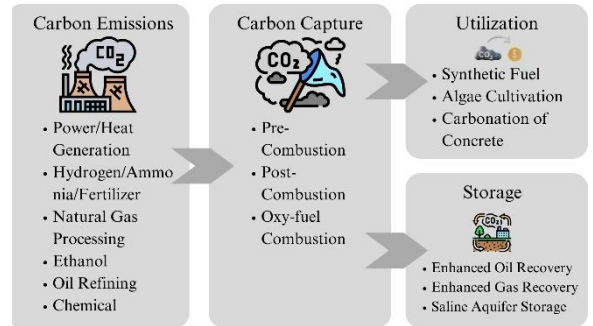 Carbon Emissions
CO2
• Power/Heat
Generation
• Hydrogen/Ammo
nia/Fertilizer
• Natural Gas
Processing
• Ethanol
• Oil Refining
• Chemical
Carbon Capture
CO2
• Pre-
Combustion
• Post-
Combustion
• Oxy-fuel
Combustion
Utilization
CO2
$
• Synthetic Fuel
• Algae Cultivation
• Carbonation of
Concrete
Storage
CO2
• Enhanced Oil Recovery
• Enhanced Gas Recovery
• Saline Aquifer Storage